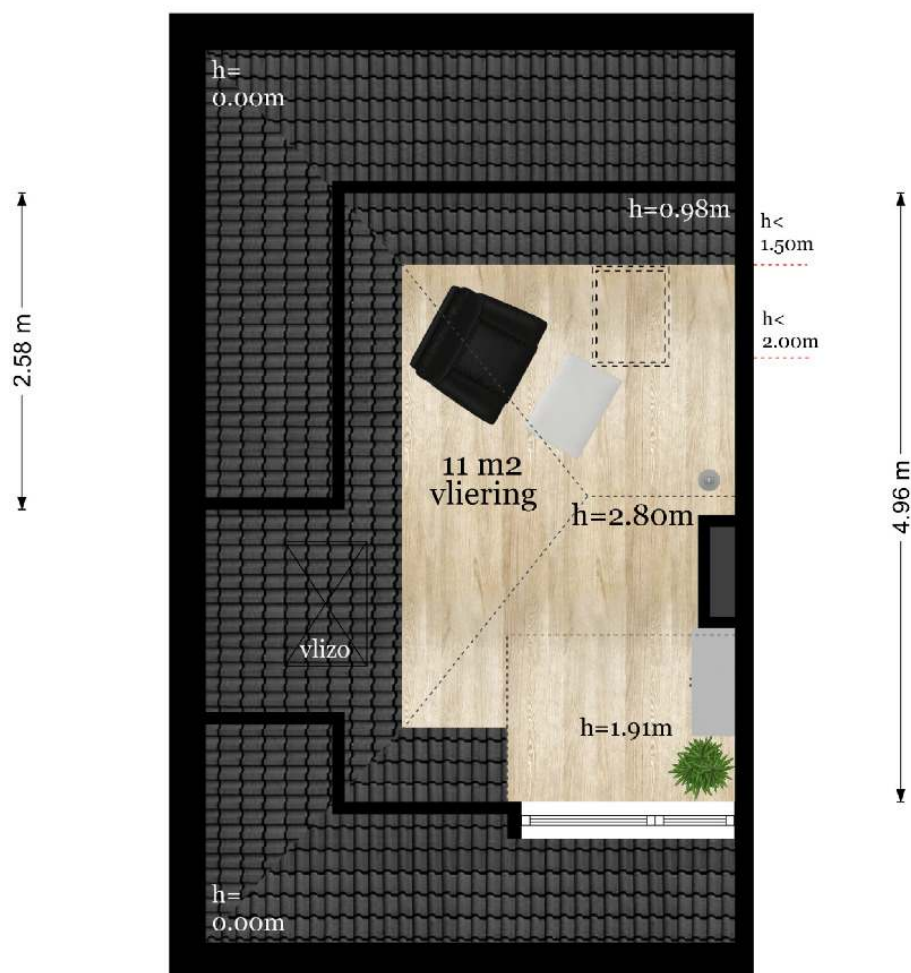 h=
0.00m
h=0.98m
h<
1.50m
h<
2.00m
2.58 m
11 m2
vliering
h=2.80m
4.96 m
vlizo
h=1.91m
h=
0.00m